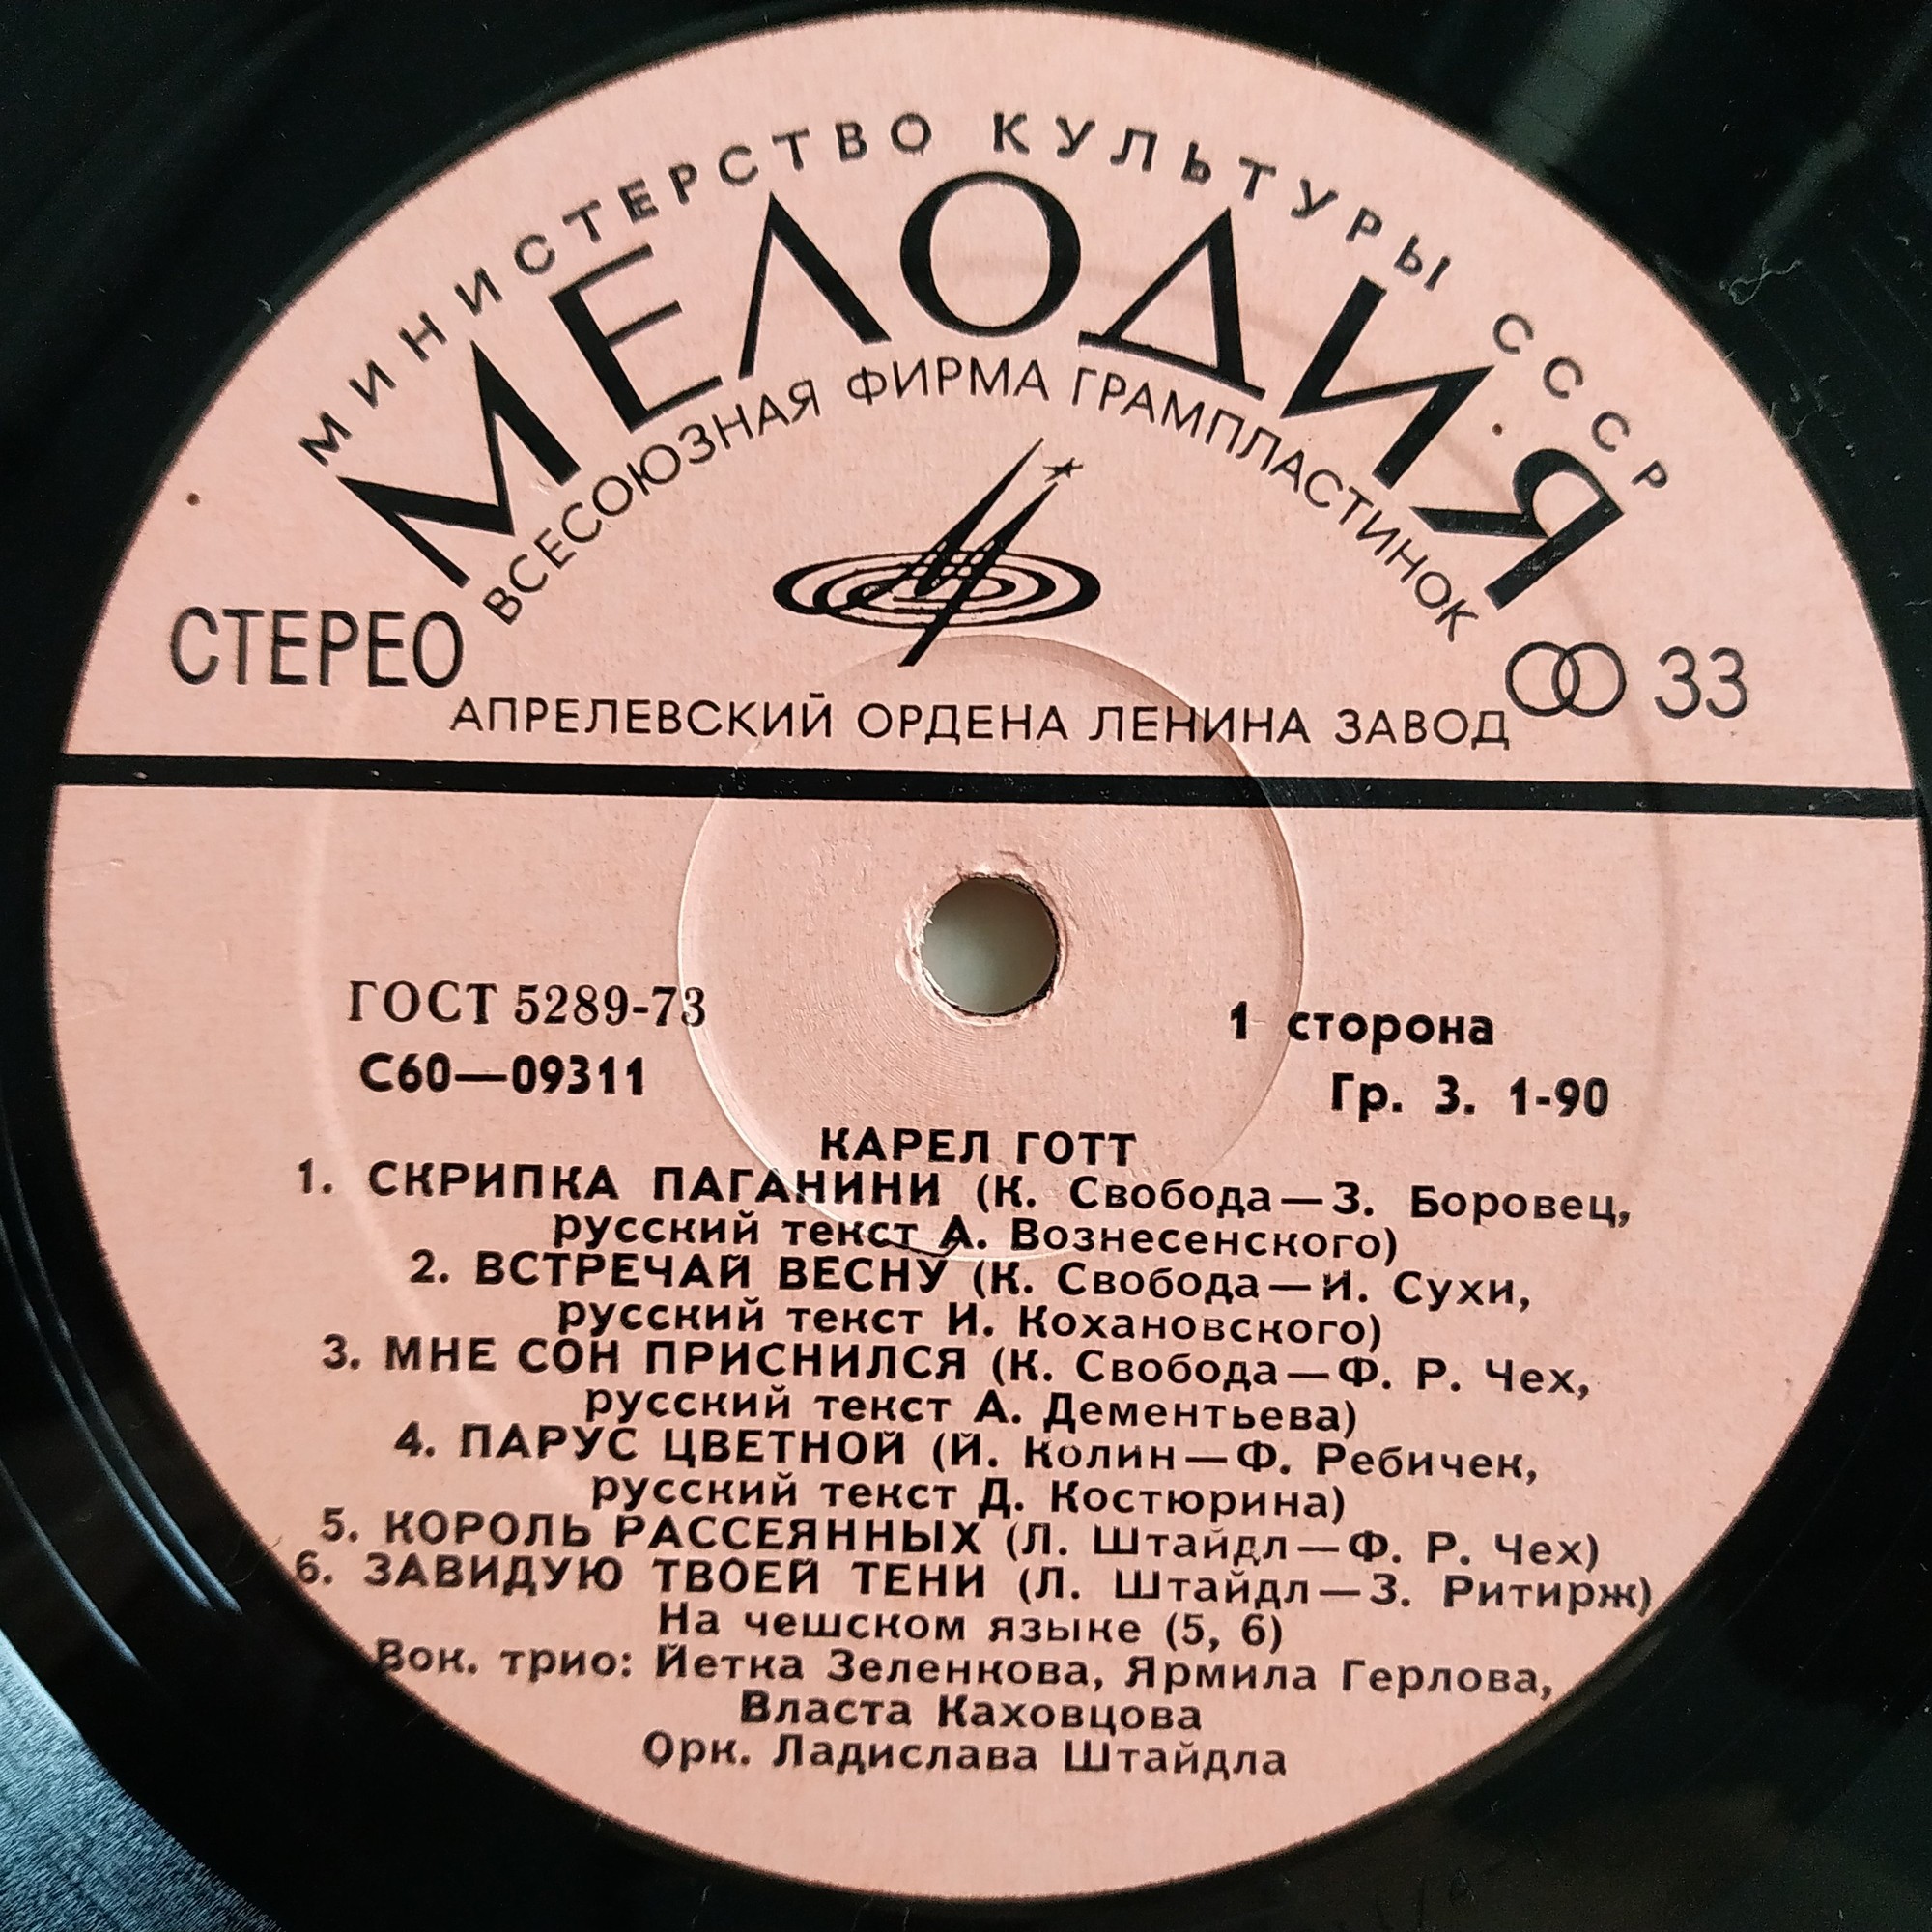 МИНИСТЕРСТВО КУЛЬТУРЫ СССР
МЕЛОДИЯ
ВСЕСОЮЗНАЯ ФИРМА ГРАМПЛАСТИНОК
СТЕРЕО
33
АПРЕЛЕВСКИЙ ОРДЕНА ЛЕНИНА ЗАВОД
ГОСТ 5289-73
1 сторона
С60—09311
Гр. 3. 1-90
КАРЕЛ ГОТТ
1. СКРИПКА ПАГАНИНИ (К. Свобода—З. Боровец,
русский текст А. Вознесенского)
2. ВСТРЕЧАЙ ВЕСНУ (К. Свобода—И. Сухи,
русский текст И. Кохановского)
3. МНЕ СОН ПРИСНИЛСЯ (К. Свобода—Ф. Р. Чех,
русский текст А. Дементьева)
4. ПАРУС ЦВЕТНОЙ (Й. Колин—Ф. Ребичек,
русский текст Д. Костюрина)
5. КОРОЛЬ РАССЕЯННЫХ (Л. Штайдл—Ф. Р. Чех)
6. ЗАВИДУЮ ТВОЕЙ ТЕНИ (Л. Штайдл—З. Ритирж)
На чешском языке (5, 6)
Вок. трио: Йетка Зеленкова, Ярмила Герлова,
Власта Каховцова
Орк. Ладислава Штайдла